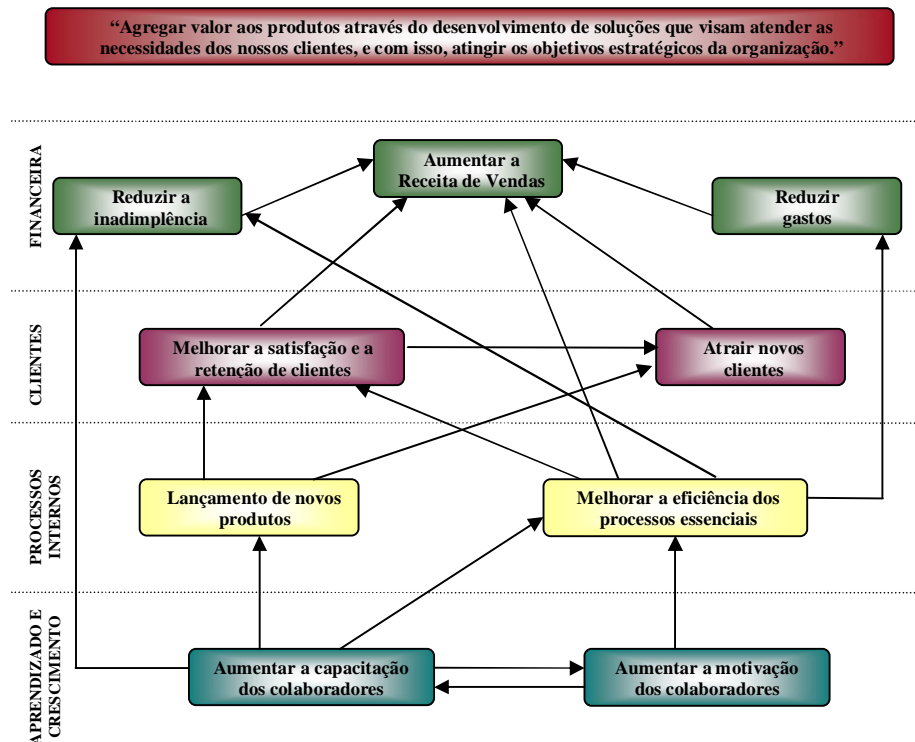 “Agregar valor aos produtos através do desenvolvimento de soluções que visam atender as
necessidades dos nossos clientes, e com isso, atingir os objetivos estratégicos da organização.”
FINANCEIRA
Aumentar a
Receita de Vendas
Reduzir a
inadimplência
Reduzir
gastos
CLIENTES
Melhorar a satisfação e a
retenção de clientes
Atrair novos
clientes
PROCESSOS
INTERNOS
Lançamento de novos
produtos
Melhorar a eficiência dos
processos essenciais
APRENDIZADO E
CRESCIMENTO
Aumentar a capacitação
dos colaboradores
Aumentar a motivação
dos colaboradores